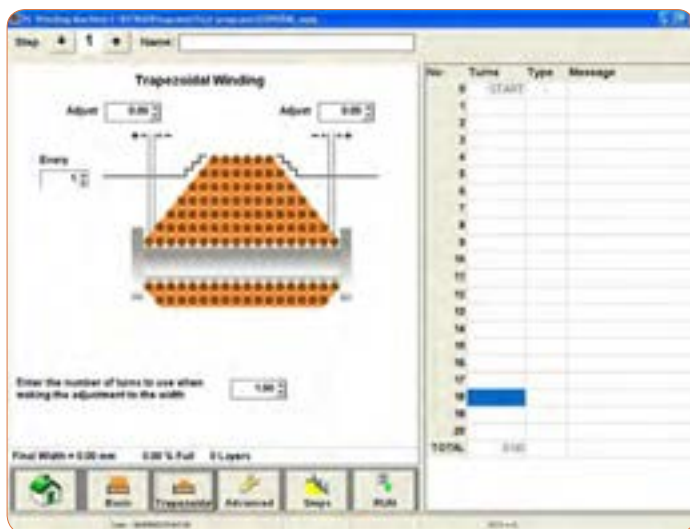 Step 1 Name:
Trapezoidal Winding
Adjust 0.00 Adjust 0.00
Every
1
Enter the number of turns to use when
making the adjustment to the width
1.00
Final Width = 0.00 mm 0.00 % Full 0 Layers
Basic Trapezoidal Advanced Stops RUN
No Turns Type Message
0 START -
1
2
3
4
5
6
7
8
9
10
11
12
13
14
15
16
17
18
19
20
TOTAL 0.00